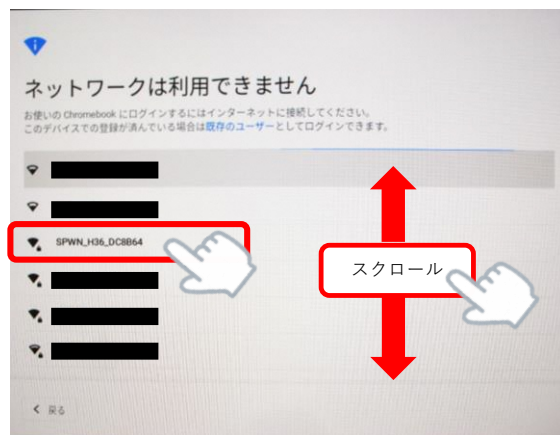 ネットワークは利用できません
お使いの Chromebook にログインするにはインターネットに接続してください。
このデバイスでの登録が済んでいる場合は既存のユーザーとしてログインできます。
SPWN_H36_DC8B64
スクロール
戻る